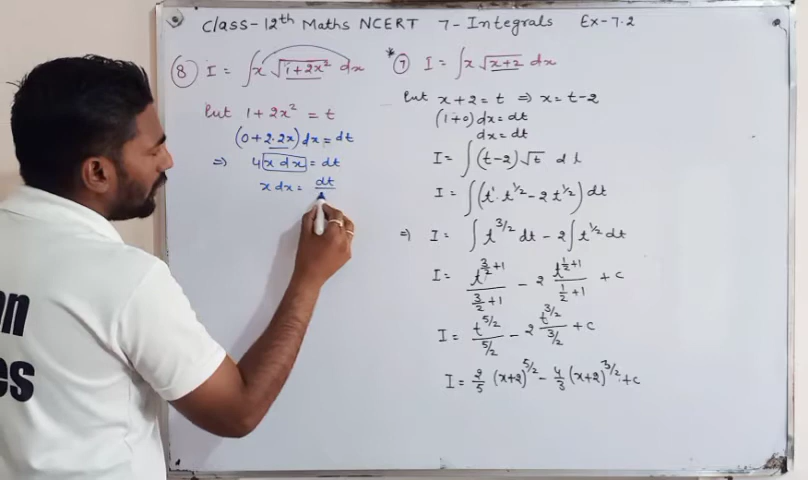 Class-12th Maths NCERT 7-Integrals Ex-7.2
⑧ I = ∫x √(1+2x²) dx
Put 1+2x² = t
(0+2.2x)dx = dt
⇒ 4 x dx = dt
x dx = dt/
* ⑦ I = ∫x √(x+2) dx
Put x+2 = t ⇒ x = t-2
(1+0)dx = dt
dx = dt
I = ∫(t-2)√t dt
I = ∫(t¹·t^1/2 - 2t^1/2) dt
⇒ I = ∫t^3/2 dt - 2∫t^1/2 dt
I = t^(3/2+1)/(3/2+1) - 2 t^(1/2+1)/(1/2+1) + c
I = t^5/2/(5/2) - 2 t^3/2/(3/2) + c
I = 2/5 (x+2)^5/2 - 4/3 (x+2)^3/2 + c
on
es